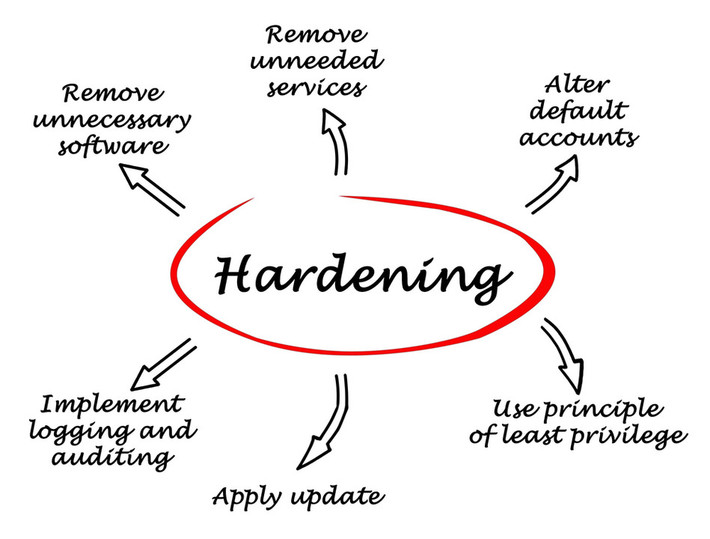 Remove
unneeded
services
Alter
default
accounts
Remove
unnecessary
software
Hardening
Implement
logging and
auditing
Use principle
of least privilege
Apply update